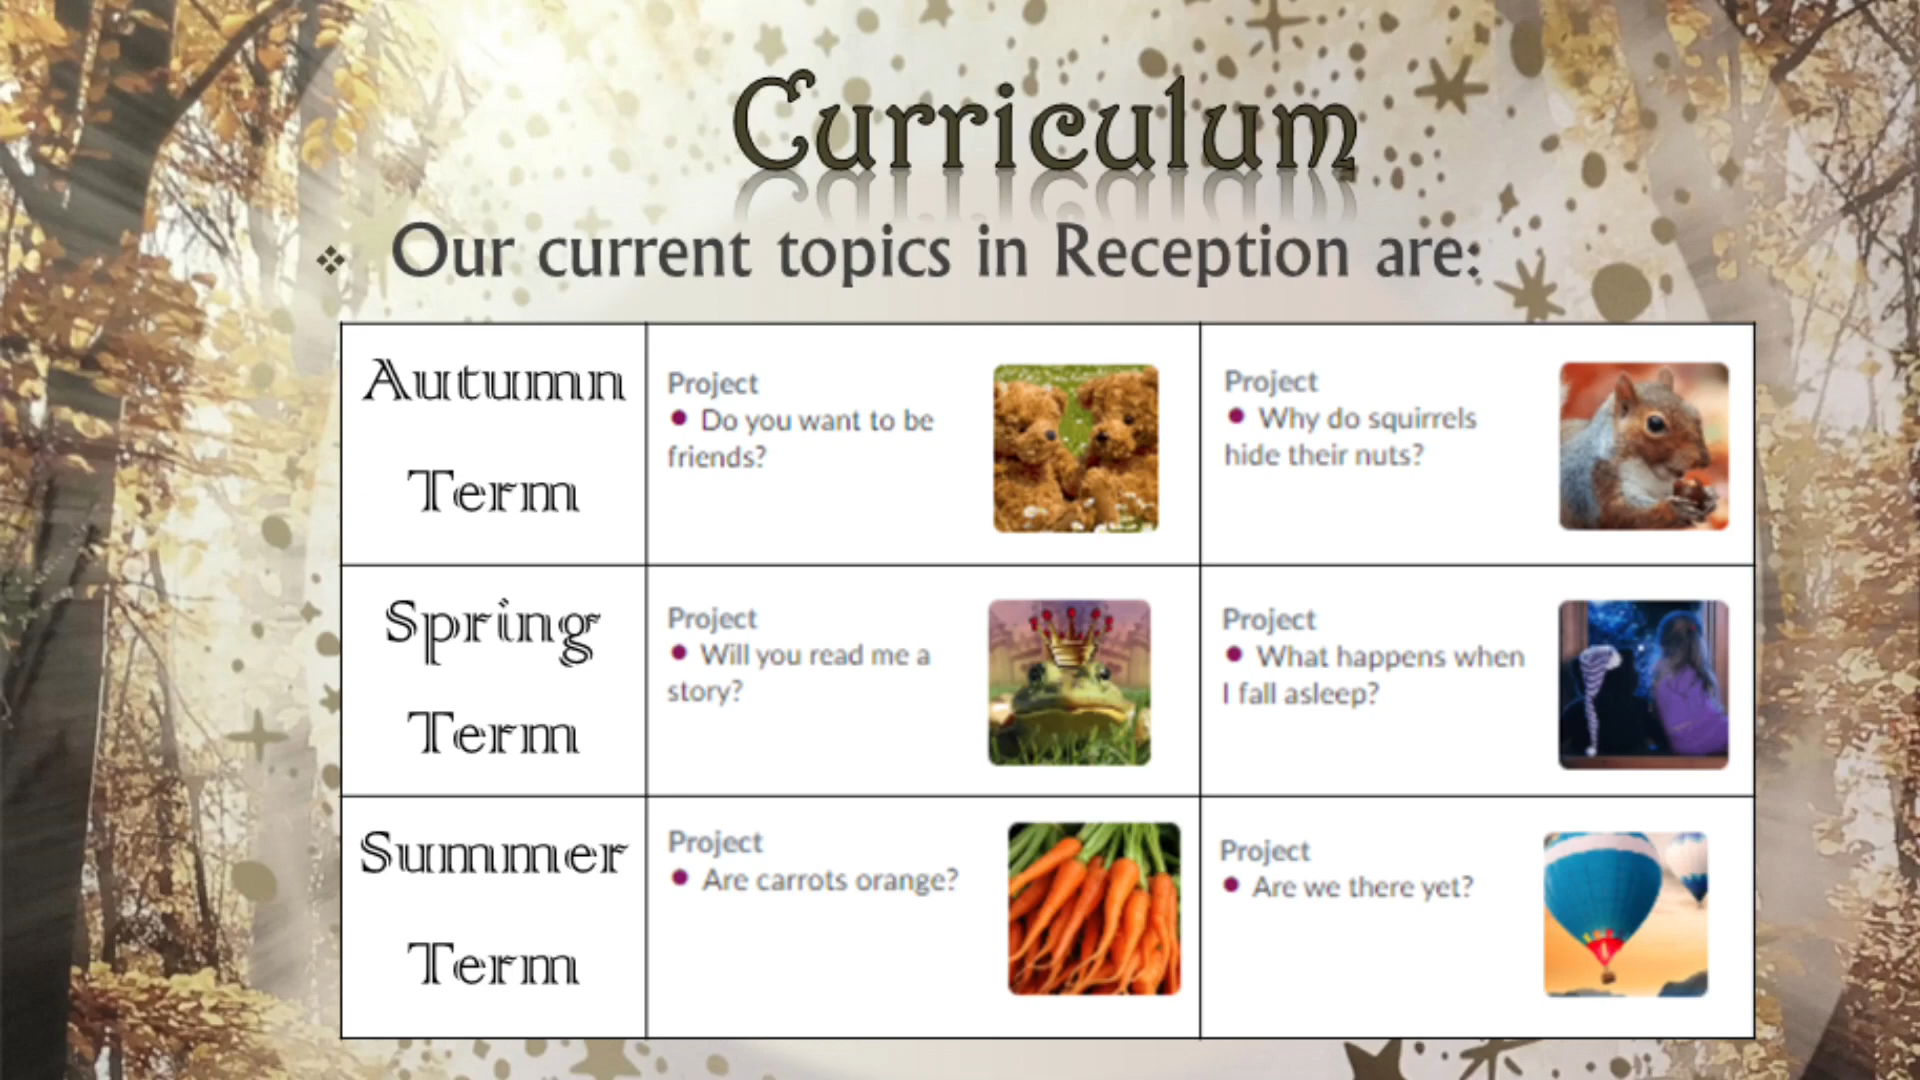 Curriculum
❖ Our current topics in Reception are:
Autumn
Term
Project
● Do you want to be
friends?
Project
● Why do squirrels
hide their nuts?
Spring
Term
Project
● Will you read me a
story?
Project
● What happens when
I fall asleep?
Summer
Term
Project
● Are carrots orange?
Project
● Are we there yet?